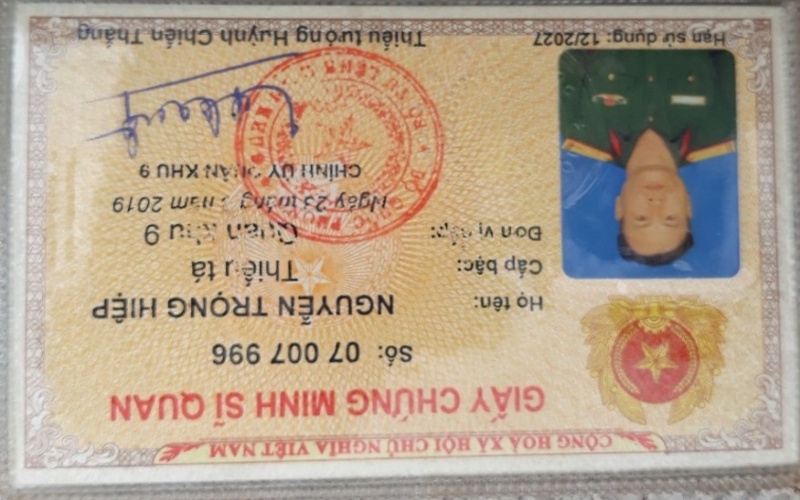 CỘNG HOÀ XÃ HỘI CHỦ NGHĨA VIỆT NAM
GIẤY CHỨNG MINH SĨ QUAN
Số: 07 007 996
Họ tên: NGUYỄN TRỌNG HIỆP
Cấp bậc: Thiếu tá
Đơn vị cấp: Quân khu 9
Ngày 23 tháng năm 2019
CHÍNH ỦY QUÂN KHU 9
Hạn sử dụng: 12/2027
Thiếu tướng Huỳnh Chiến Thắng